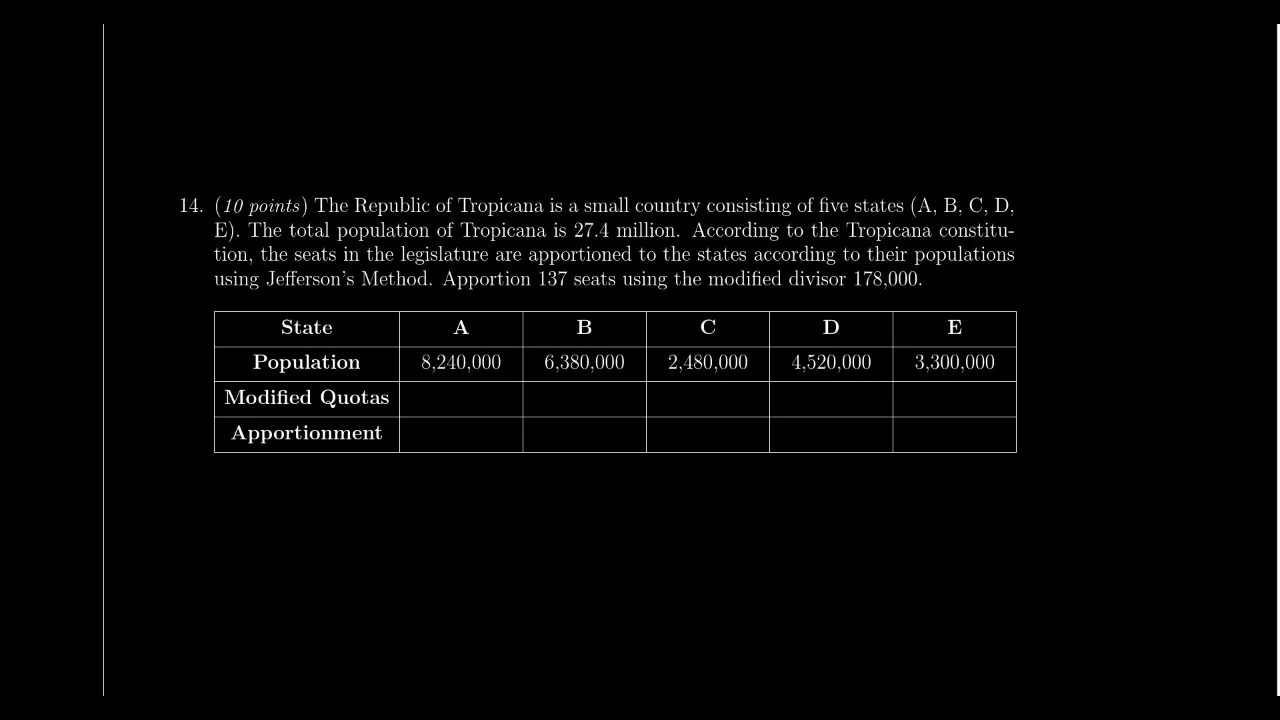 14. (10 points) The Republic of Tropicana is a small country consisting of five states (A, B, C, D,
E). The total population of Tropicana is 27.4 million. According to the Tropicana constitu-
tion, the seats in the legislature are apportioned to the states according to their populations
using Jefferson's Method. Apportion 137 seats using the modified divisor 178,000.
State A B C D E
Population 8,240,000 6,380,000 2,480,000 4,520,000 3,300,000
Modified Quotas
Apportionment